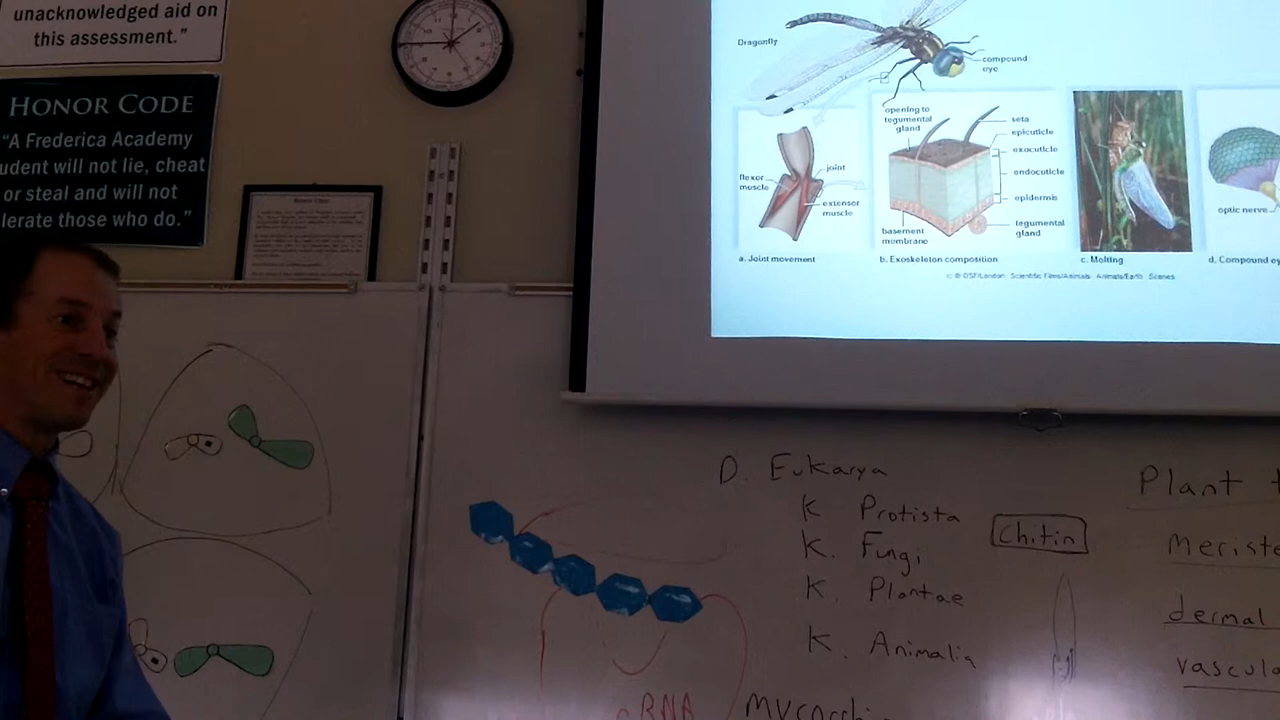 unacknowledged aid on
this assessment.”
HONOR CODE
“A Frederica Academy
udent will not lie, cheat
or steal and will not
lerate those who do.”
Dragonfly
compound
eye
flexor
muscle
joint
extensor
muscle
a. Joint movement
opening to
tegumental
gland
seta
epicuticle
exocuticle
endocuticle
epidermis
tegumental
gland
basement
membrane
b. Exoskeleton composition
c. Molting
optic nerve
d. Compound ey
D. Eukarya
K Protista
K. Fungi
K. Plantae
K. Animalia
Chitin
Plant
Meriste
dermal
vascula
RNA